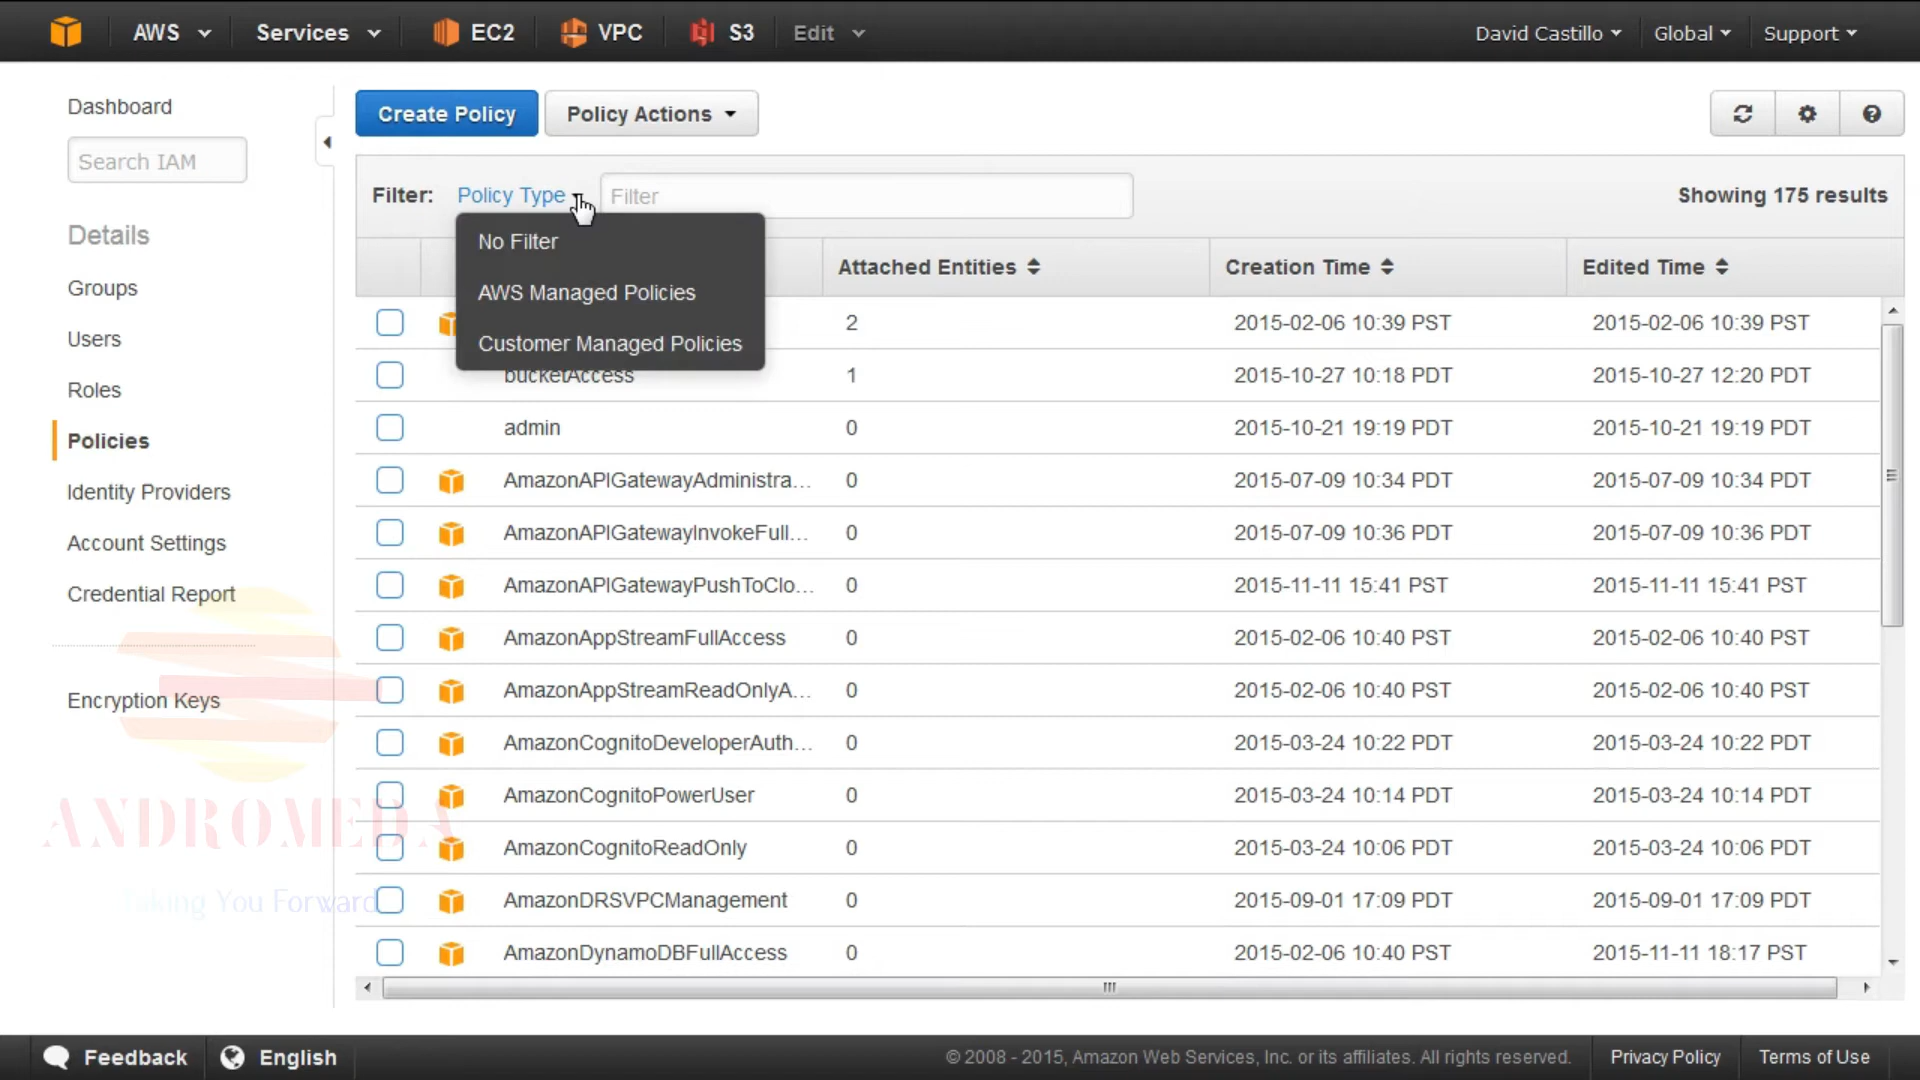 AWS Services EC2 VPC S3 Edit David Castillo Global Support
Dashboard
Search IAM
Details
Groups
Users
Roles
Policies
Identity Providers
Account Settings
Credential Report
Encryption Keys
Create Policy Policy Actions
Filter: Policy Type Filter Showing 175 results
No Filter
AWS Managed Policies
Customer Managed Policies
Attached Entities Creation Time Edited Time
2 2015-02-06 10:39 PST 2015-02-06 10:39 PST
bucketAccess 1 2015-10-27 10:18 PDT 2015-10-27 12:20 PDT
admin 0 2015-10-21 19:19 PDT 2015-10-21 19:19 PDT
AmazonAPIGatewayAdministra... 0 2015-07-09 10:34 PDT 2015-07-09 10:34 PDT
AmazonAPIGatewayInvokeFull... 0 2015-07-09 10:36 PDT 2015-07-09 10:36 PDT
AmazonAPIGatewayPushToClo... 0 2015-11-11 15:41 PST 2015-11-11 15:41 PST
AmazonAppStreamFullAccess 0 2015-02-06 10:40 PST 2015-02-06 10:40 PST
AmazonAppStreamReadOnlyA... 0 2015-02-06 10:40 PST 2015-02-06 10:40 PST
AmazonCognitoDeveloperAuth... 0 2015-03-24 10:22 PDT 2015-03-24 10:22 PDT
AmazonCognitoPowerUser 0 2015-03-24 10:14 PDT 2015-03-24 10:14 PDT
AmazonCognitoReadOnly 0 2015-03-24 10:06 PDT 2015-03-24 10:06 PDT
AmazonDRSVPCManagement 0 2015-09-01 17:09 PDT 2015-09-01 17:09 PDT
AmazonDynamoDBFullAccess 0 2015-02-06 10:40 PST 2015-11-11 18:17 PST
ANDROMEDA
Taking You Forward
Feedback English © 2008 - 2015, Amazon Web Services, Inc. or its affiliates. All rights reserved. Privacy Policy Terms of Use